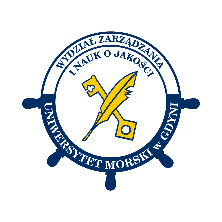 WYDZIAŁ ZARZĄDZANIA
I NAUK O JAKOŚCI
UNIWERSYTET MORSKI W GDYNI